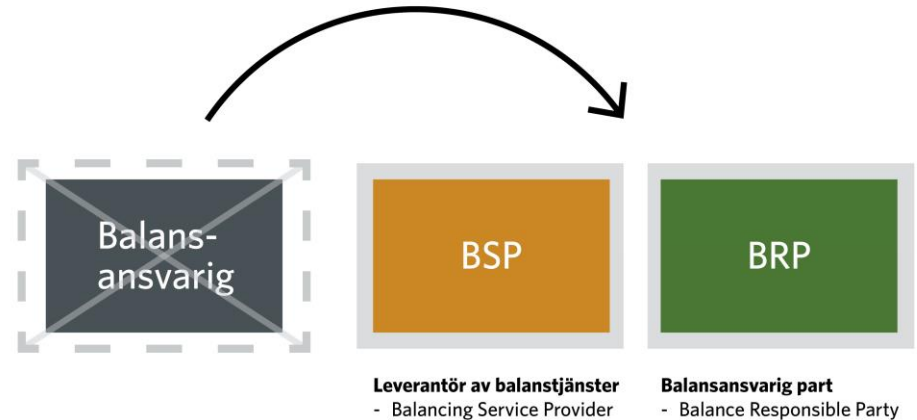 Balans-
ansvarig
BSP
BRP
Leverantör av balanstjänster
- Balancing Service Provider
Balansansvarig part
- Balance Responsible Party